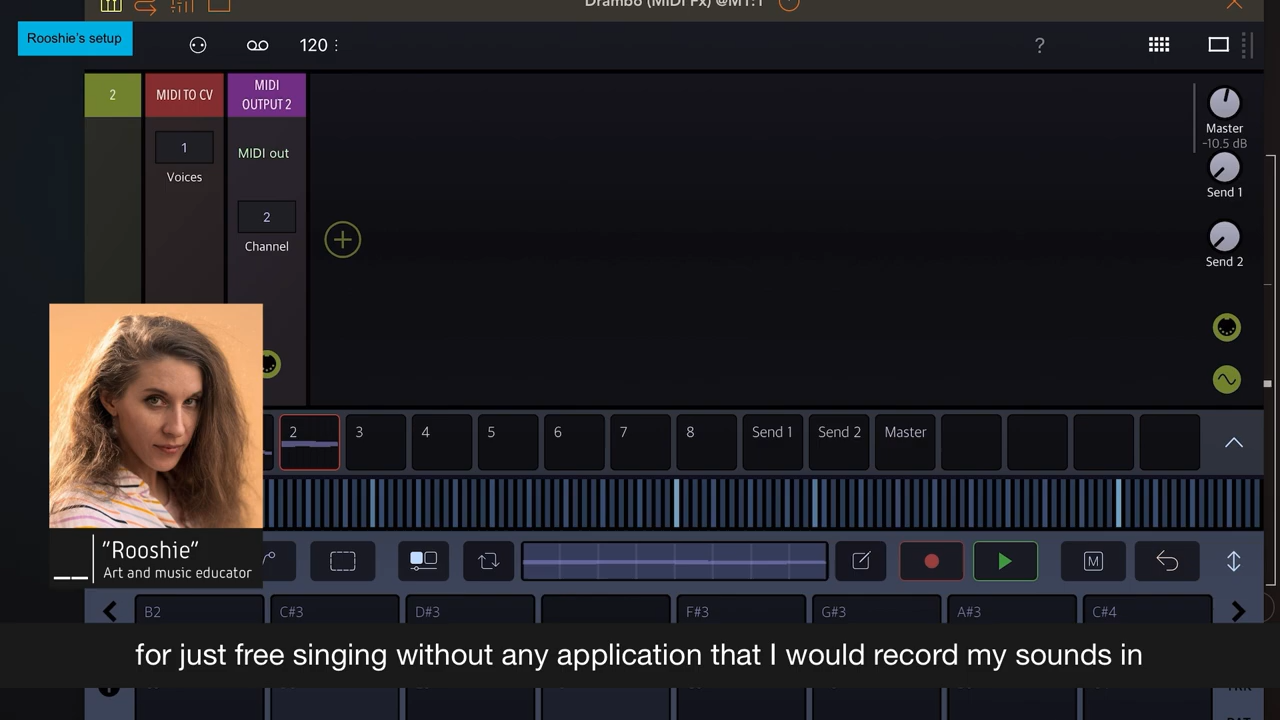 Drambo (MIDI Fx) @M1:1
Rooshie's setup
120
?
2
MIDI TO CV
MIDI
OUTPUT 2
1
Voices
MIDI out
2
Channel
Master
-10.5 dB
Send 1
Send 2
2
3
4
5
6
7
8
Send 1
Send 2
Master
M
"Rooshie"
Art and music educator
B2
C#3
D#3
F#3
G#3
A#3
C#4
for just free singing without any application that I would record my sounds in